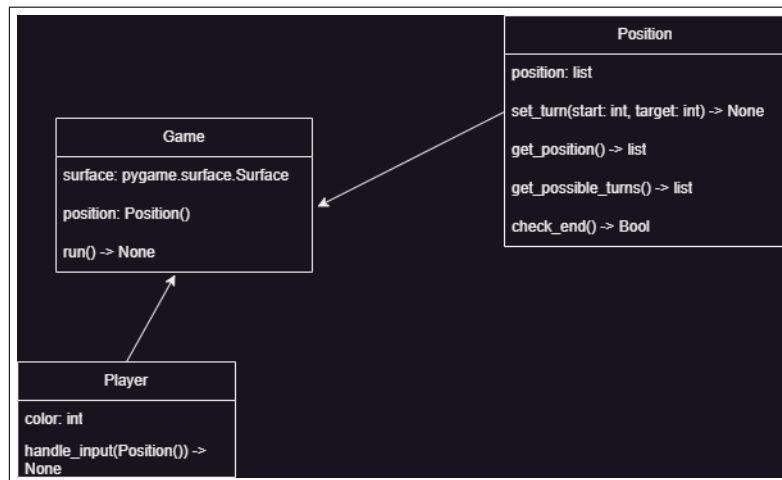 Position
position: list
set_turn(start: int, target: int) -> None
get_position() -> list
get_possible_turns() -> list
check_end() -> Bool
Game
surface: pygame.surface.Surface
position: Position()
run() -> None
Player
color: int
handle_input(Position()) ->
None